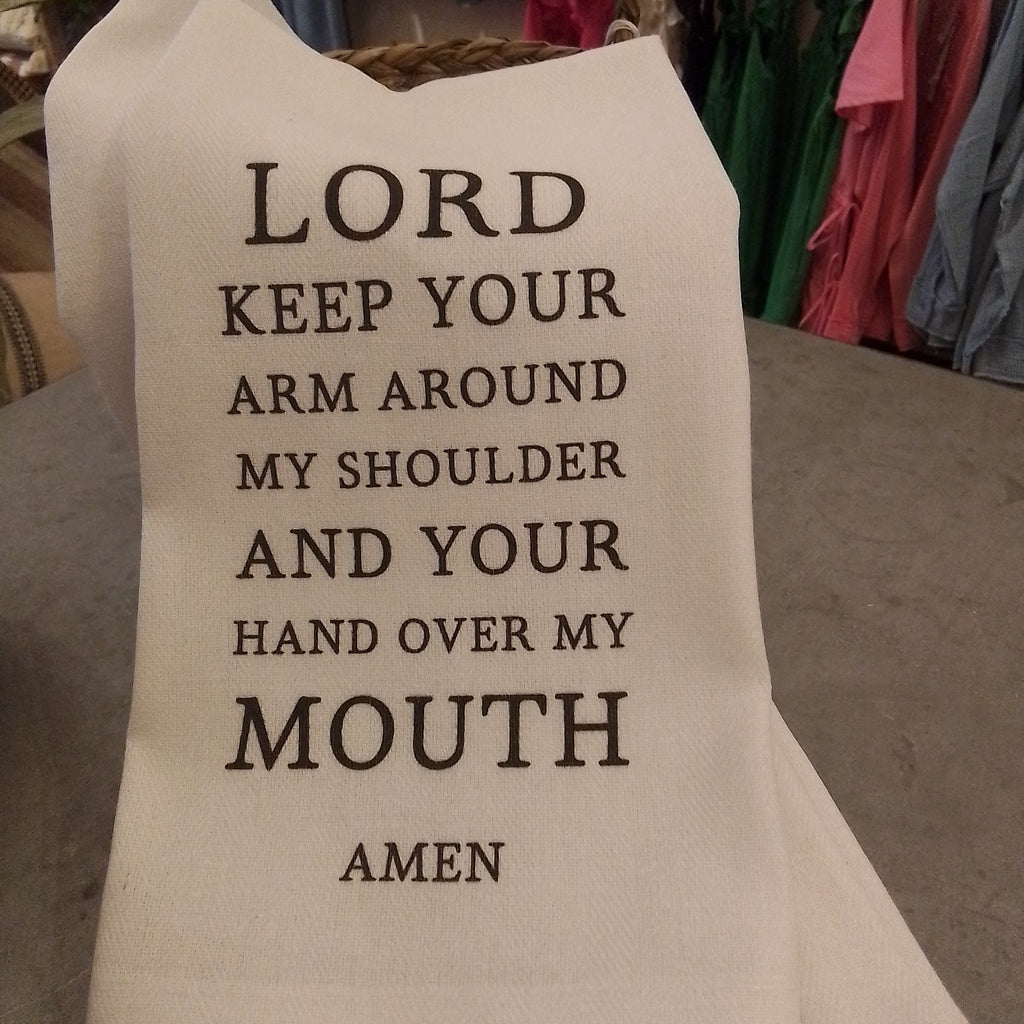 LORD
KEEP YOUR
ARM AROUND
MY SHOULDER
AND YOUR
HAND OVER MY
MOUTH
AMEN